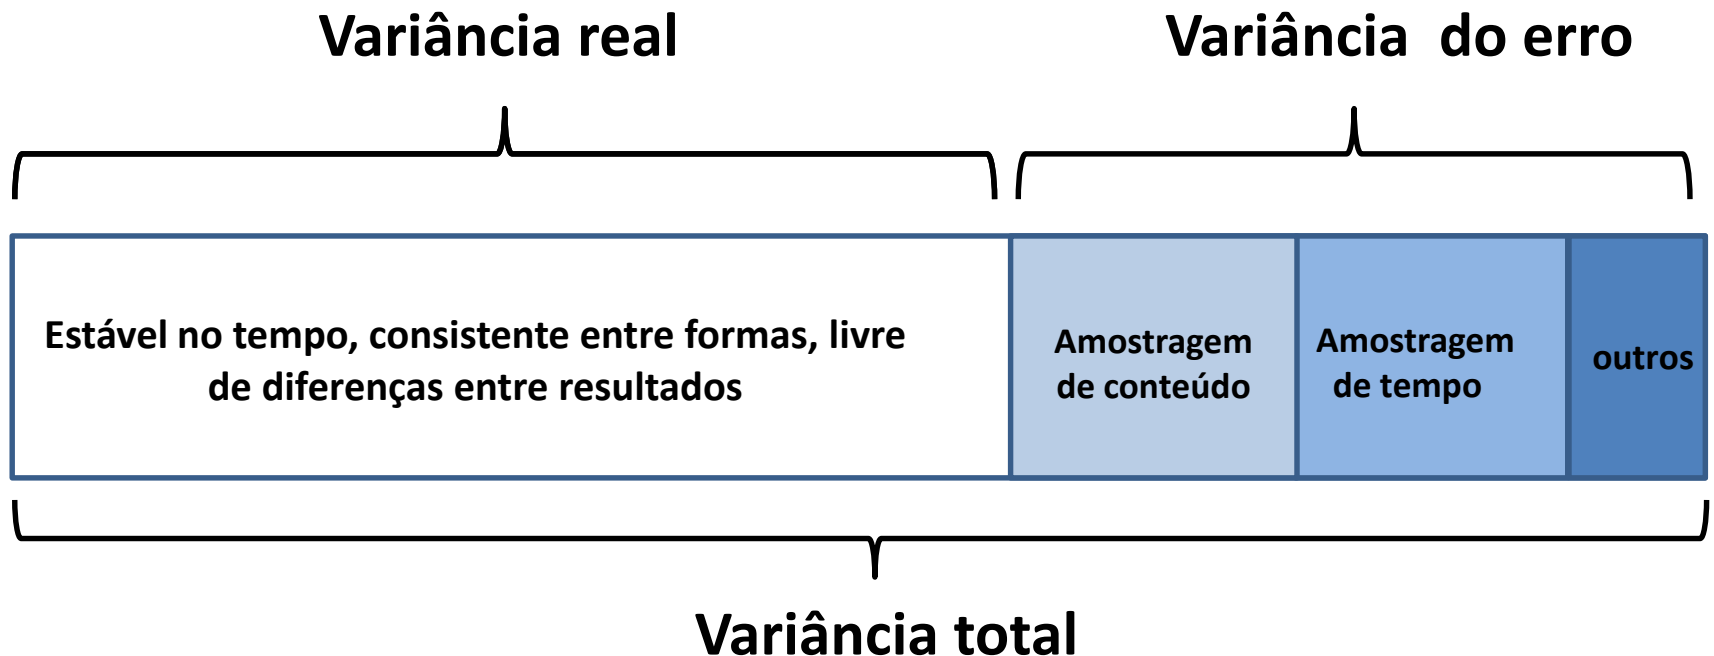 Variância real
Variância  do erro
Estável no tempo, consistente entre formas, livre
de diferenças entre resultados
Amostragem
de conteúdo
Amostragem
de tempo
outros
Variância total